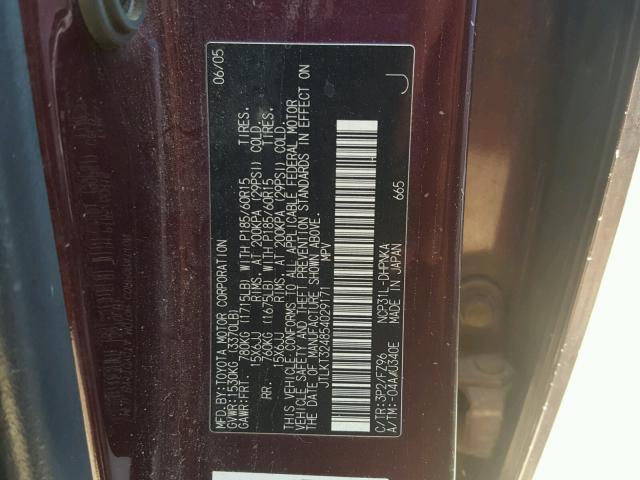 MFD.BY:TOYOTA MOTOR CORPORATION 06/05
GVWR:1530KG (3370LB)
GAWR:FRT. 780KG (1715LB) WITH P185/60R15 TIRES.
15X6JJ RIMS. AT 200KPA (29PSI) COLD.
RR. 760KG (1675LB) WITH P185/60R15 TIRES.
15X6JJ RIMS. AT 200KPA (29PSI) COLD.
THIS VEHICLE CONFORMS TO ALL APPLICABLE FEDERAL MOTOR
VEHICLE SAFETY AND THEFT PREVENTION STANDARDS IN EFFECT ON
THE DATE OF MANUFACTURE SHOWN ABOVE.
JTLKT324854029171 MPV
J
C/TR:3P2/FZ96 NCP31L-DHPNKA 665
A/TM:-04A/U340E MADE IN JAPAN